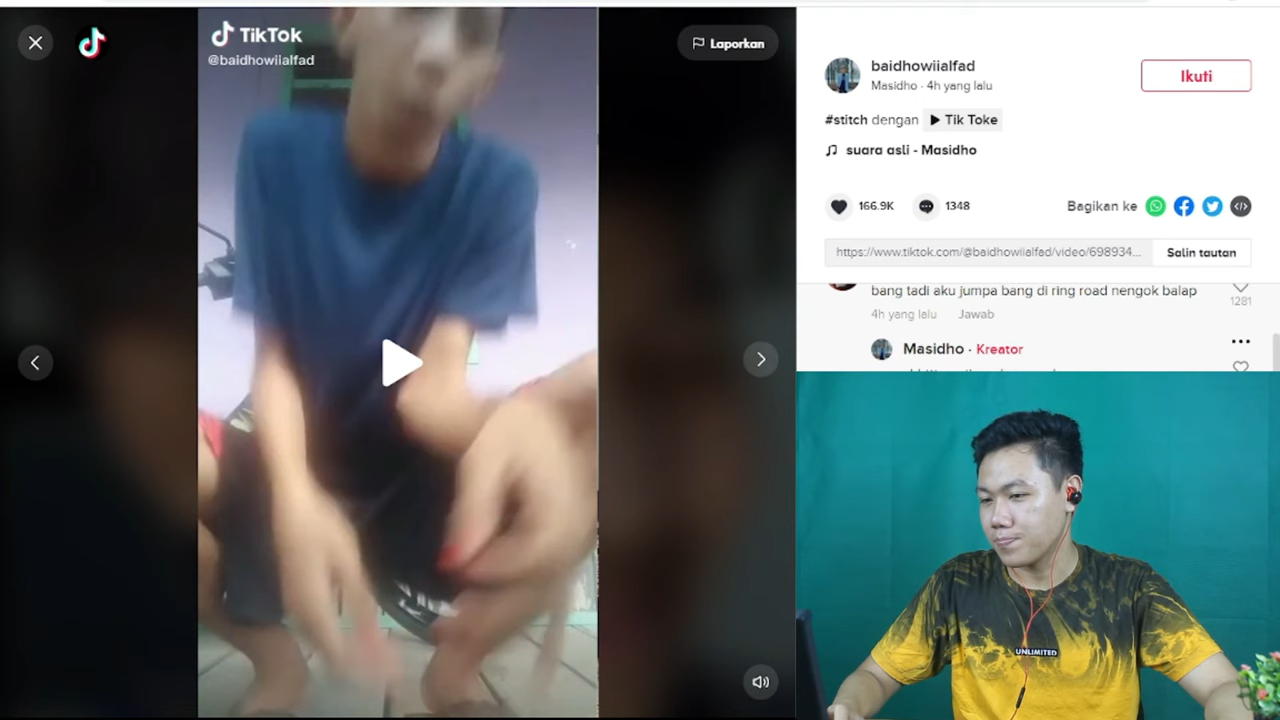 TikTok
@baidhowiialfad
Laporkan
baidhowiialfad
Masidho · 4h yang lalu
Ikuti
#stitch dengan ▶ Tik Toke
suara asli - Masidho
166.9K
1348
Bagikan ke
https://www.tiktok.com/@baidhowiialfad/video/698934...
Salin tautan
bang tadi aku jumpa bang di ring road nengok balap
1281
4h yang lalu Jawab
Masidho · Kreator
UNLIMITED